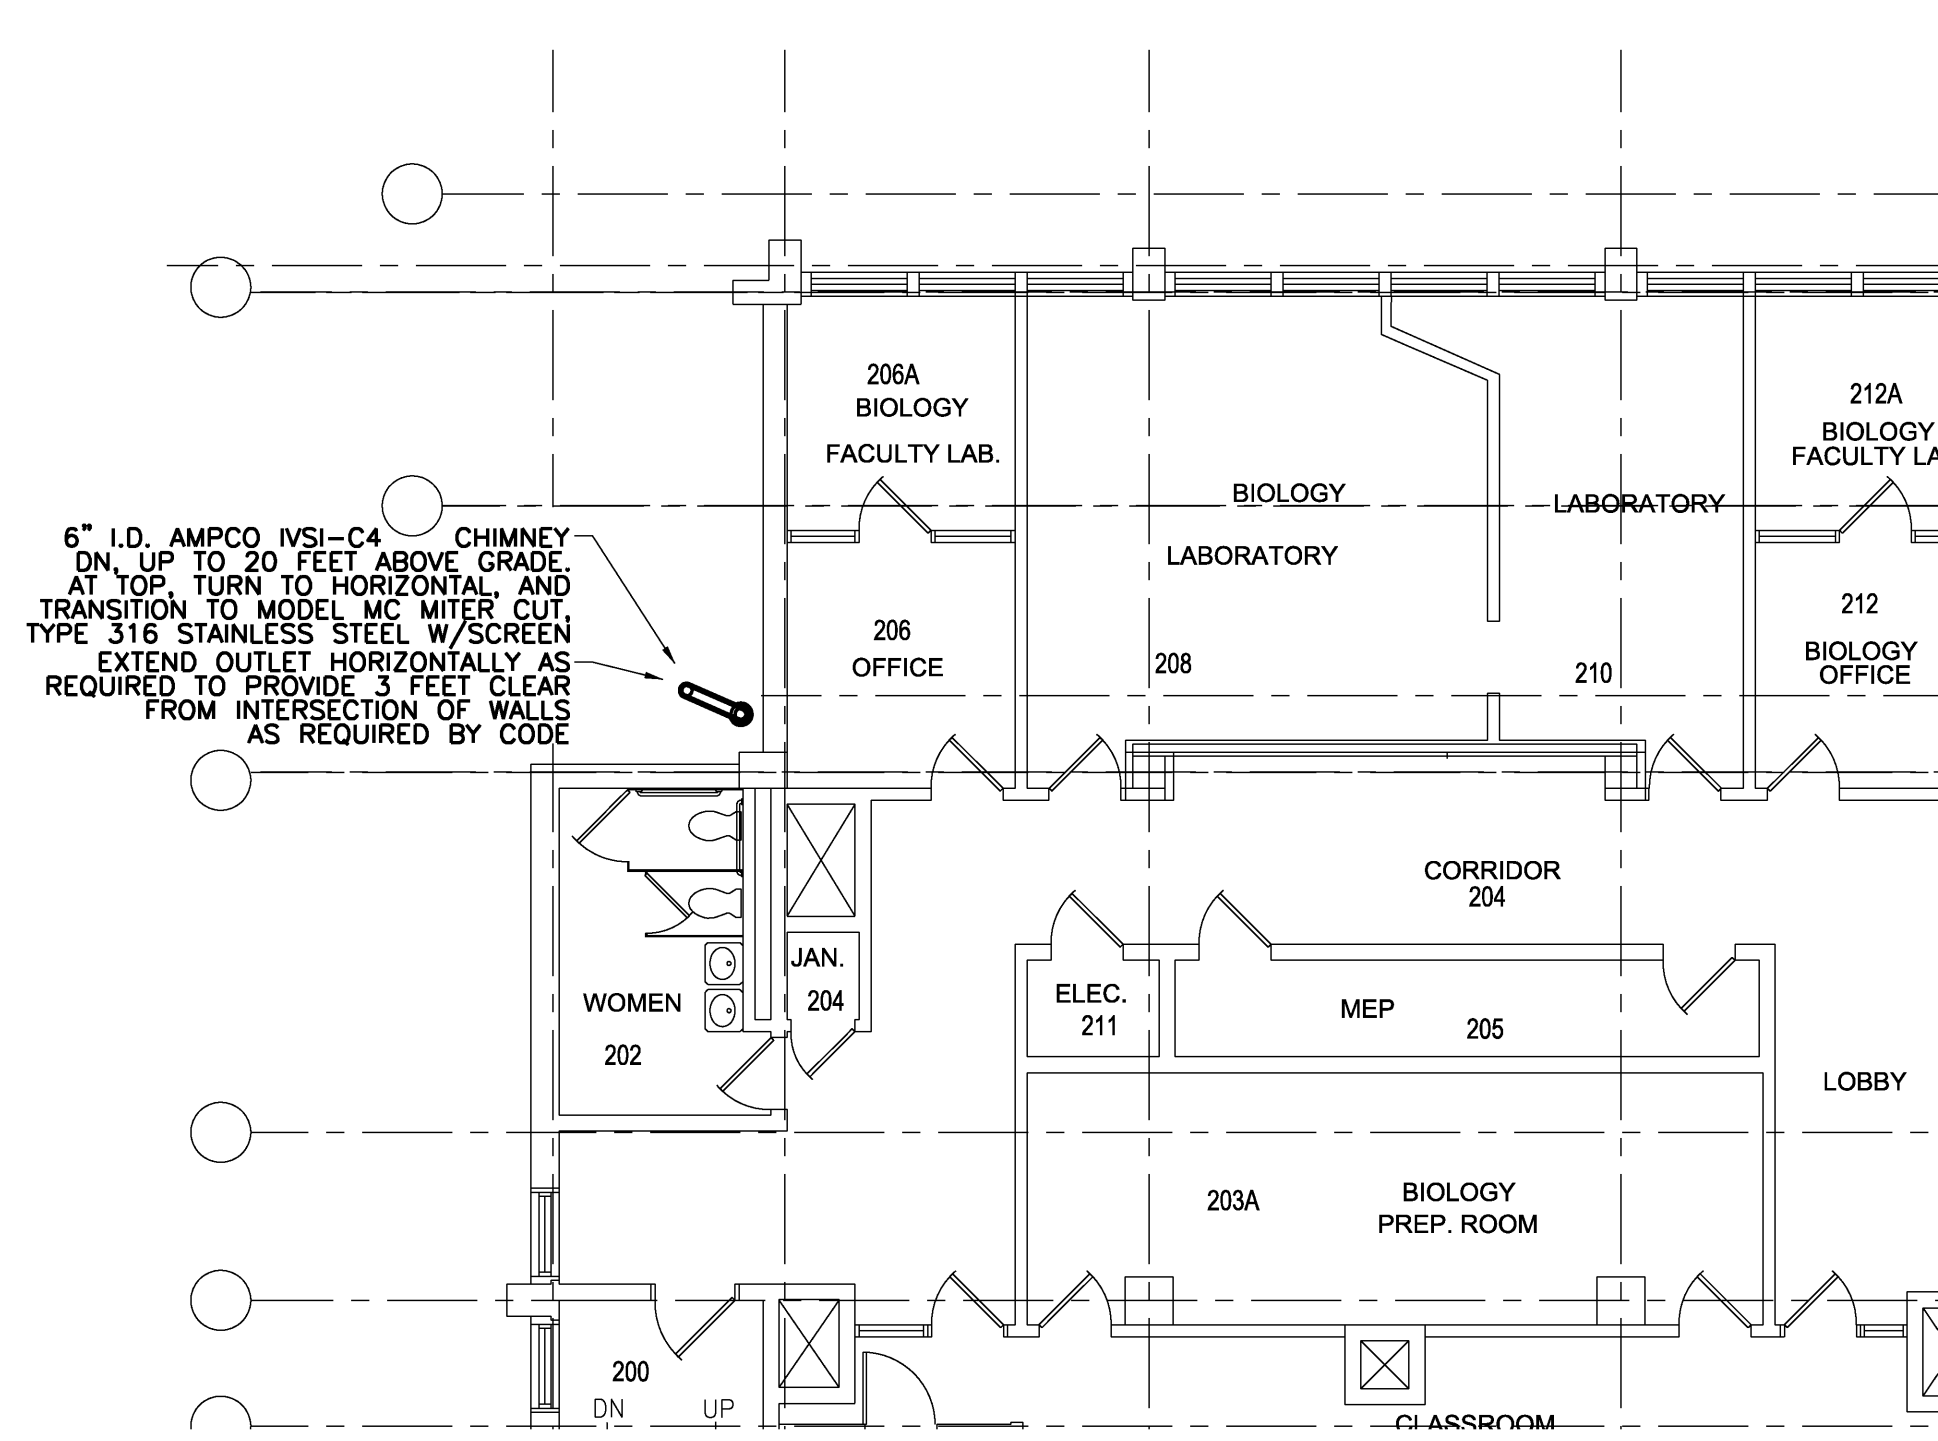 206A
BIOLOGY
FACULTY LAB.
212A
BIOLOGY
FACULTY LA
BIOLOGY
LABORATORY
LABORATORY
6" I.D. AMPCO IVSI-C4 CHIMNEY
DN, UP TO 20 FEET ABOVE GRADE.
AT TOP, TURN TO HORIZONTAL, AND
TRANSITION TO MODEL MC MITER CUT,
TYPE 316 STAINLESS STEEL W/SCREEN
EXTEND OUTLET HORIZONTALLY AS
REQUIRED TO PROVIDE 3 FEET CLEAR
FROM INTERSECTION OF WALLS
AS REQUIRED BY CODE
206
OFFICE
208
210
212
BIOLOGY
OFFICE
CORRIDOR
204
JAN.
204
WOMEN
202
ELEC.
211
MEP
205
LOBBY
203A
BIOLOGY
PREP. ROOM
200
DN
UP
CLASSROOM